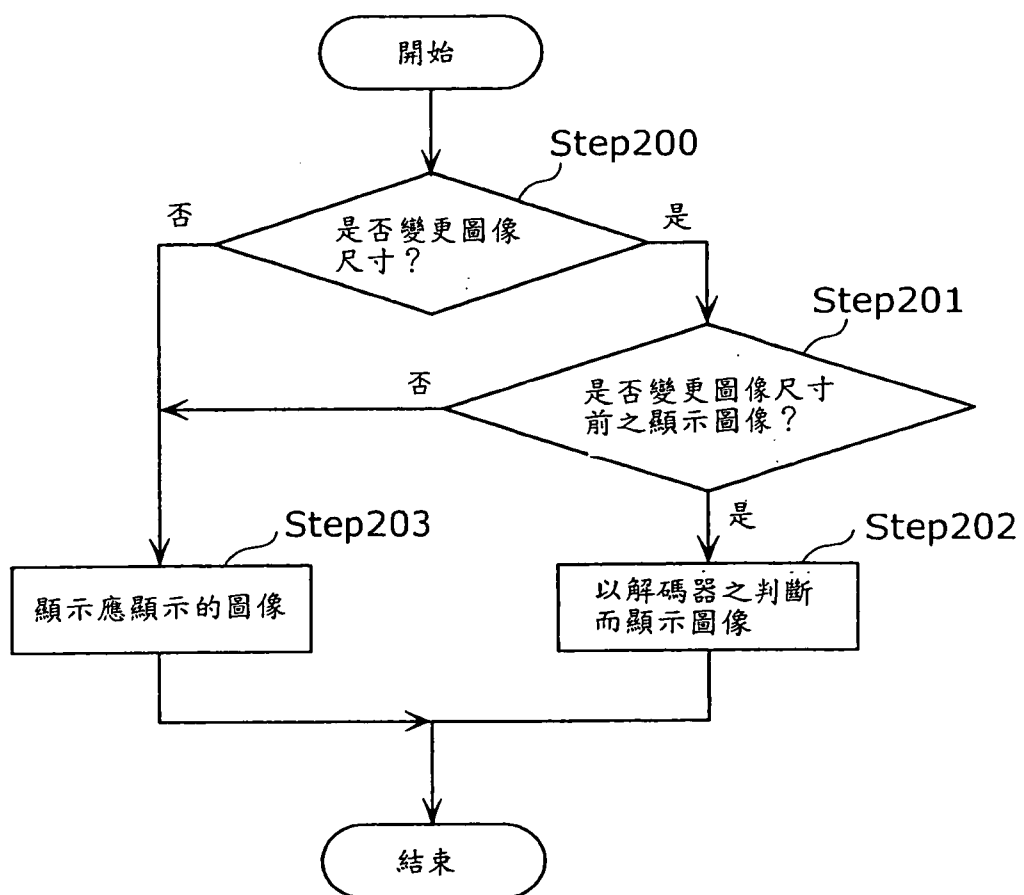 開始
Step200
否
是否變更圖像
尺寸？
是
Step201
否
是否變更圖像尺寸
前之顯示圖像？
是
Step203
Step202
顯示應顯示的圖像
以解碼器之判斷
而顯示圖像
結束